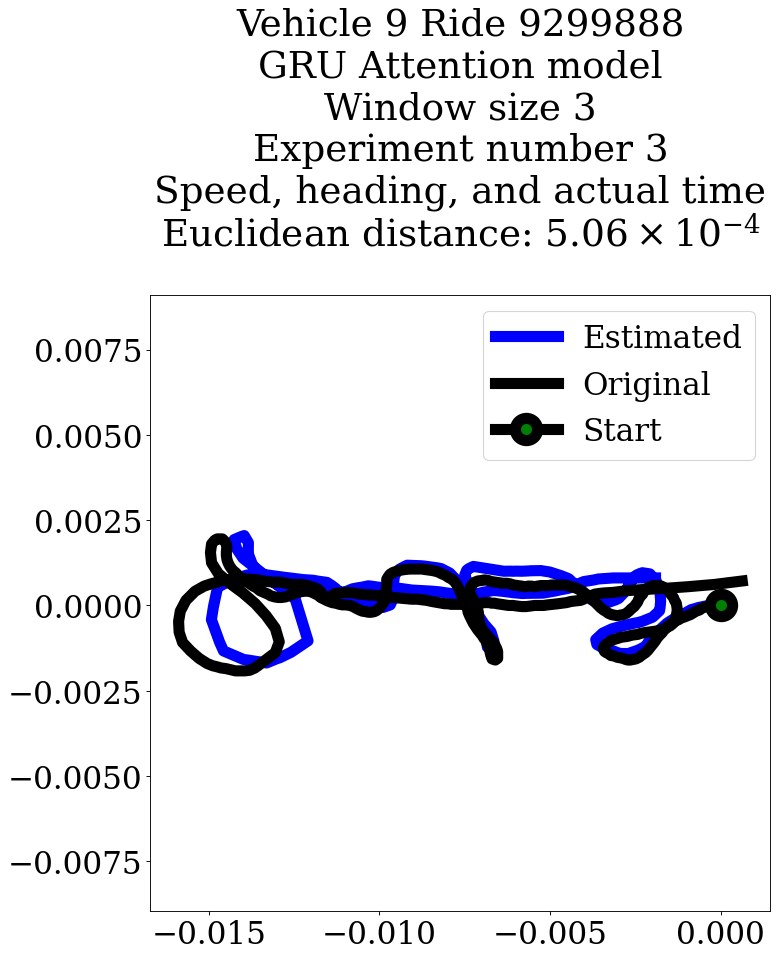 Vehicle 9 Ride 9299888
GRU Attention model
Window size 3
Experiment number 3
Speed, heading, and actual time
Euclidean distance: 5.06 × 10⁻⁴
Estimated
Original
Start
0.0075
0.0050
0.0025
0.0000
−0.0025
−0.0050
−0.0075
−0.015
−0.010
−0.005
0.000